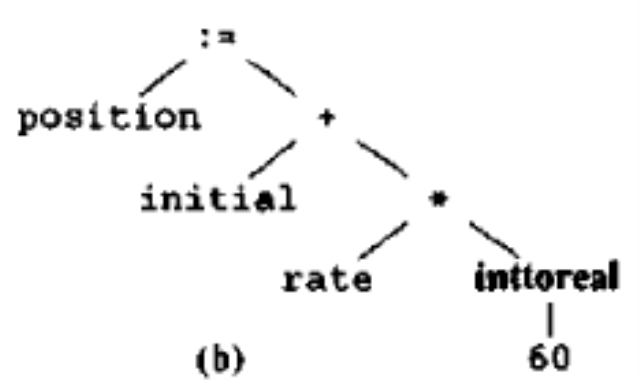 :=
position +
initial *
rate inttoreal
60
(b)